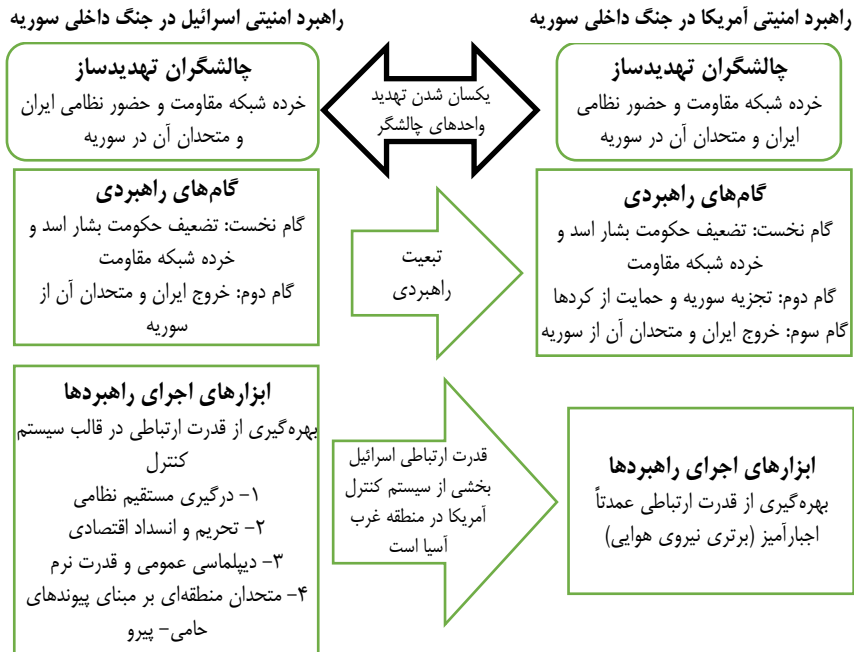 راهبرد امنیتی آمریکا در جنگ داخلی سوریه
چالشگران تهدیدساز
خرده شبکه مقاومت و حضور نظامی
ایران و متحدان آن در سوریه
یکسان شدن تهدید
واحدهای چالشگر
راهبرد امنیتی اسرائیل در جنگ داخلی سوریه
چالشگران تهدیدساز
خرده شبکه مقاومت و حضور نظامی ایران
و متحدان آن در سوریه
گام‌های راهبردی
گام نخست: تضعیف حکومت بشار اسد و
خرده شبکه مقاومت
گام دوم: تجزیه سوریه و حمایت از کردها
گام سوم: خروج ایران و متحدان آن از سوریه
تبعیت
راهبردی
گام‌های راهبردی
گام نخست: تضعیف حکومت بشار اسد و
خرده شبکه مقاومت
گام دوم: خروج ایران و متحدان آن از
سوریه
ابزارهای اجرای راهبردها
بهره‌گیری از قدرت ارتباطی عمدتاً
اجبارآمیز (برتری نیروی هوایی)
قدرت ارتباطی اسرائیل
بخشی از سیستم کنترل
آمریکا در منطقه غرب
آسیا است
ابزارهای اجرای راهبردها
بهره‌گیری از قدرت ارتباطی در قالب سیستم
کنترل
۱- درگیری مستقیم نظامی
۲- تحریم و انسداد اقتصادی
۳- دیپلماسی عمومی و قدرت نرم
۴- متحدان منطقه‌ای بر مبنای پیوندهای
حامی- پیرو